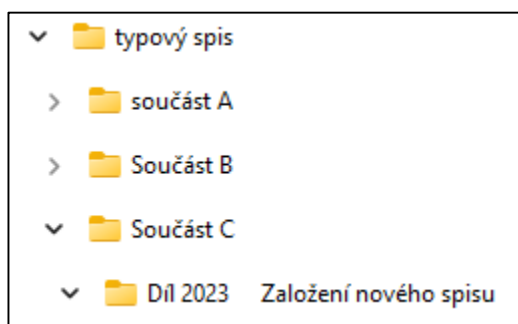 typový spis
součást A
Součást B
Součást C
Díl 2023 Založení nového spisu